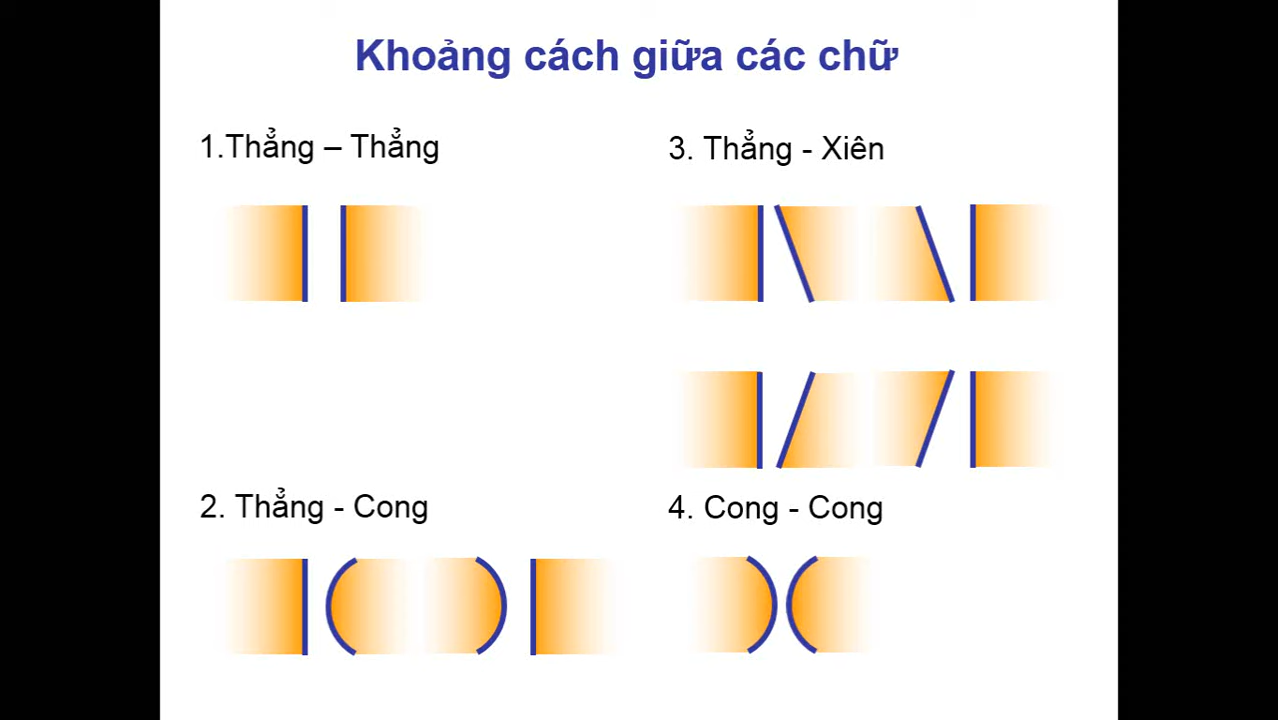 Khoảng cách giữa các chữ
1.Thẳng – Thẳng
2. Thẳng - Cong
3. Thẳng - Xiên
4. Cong - Cong